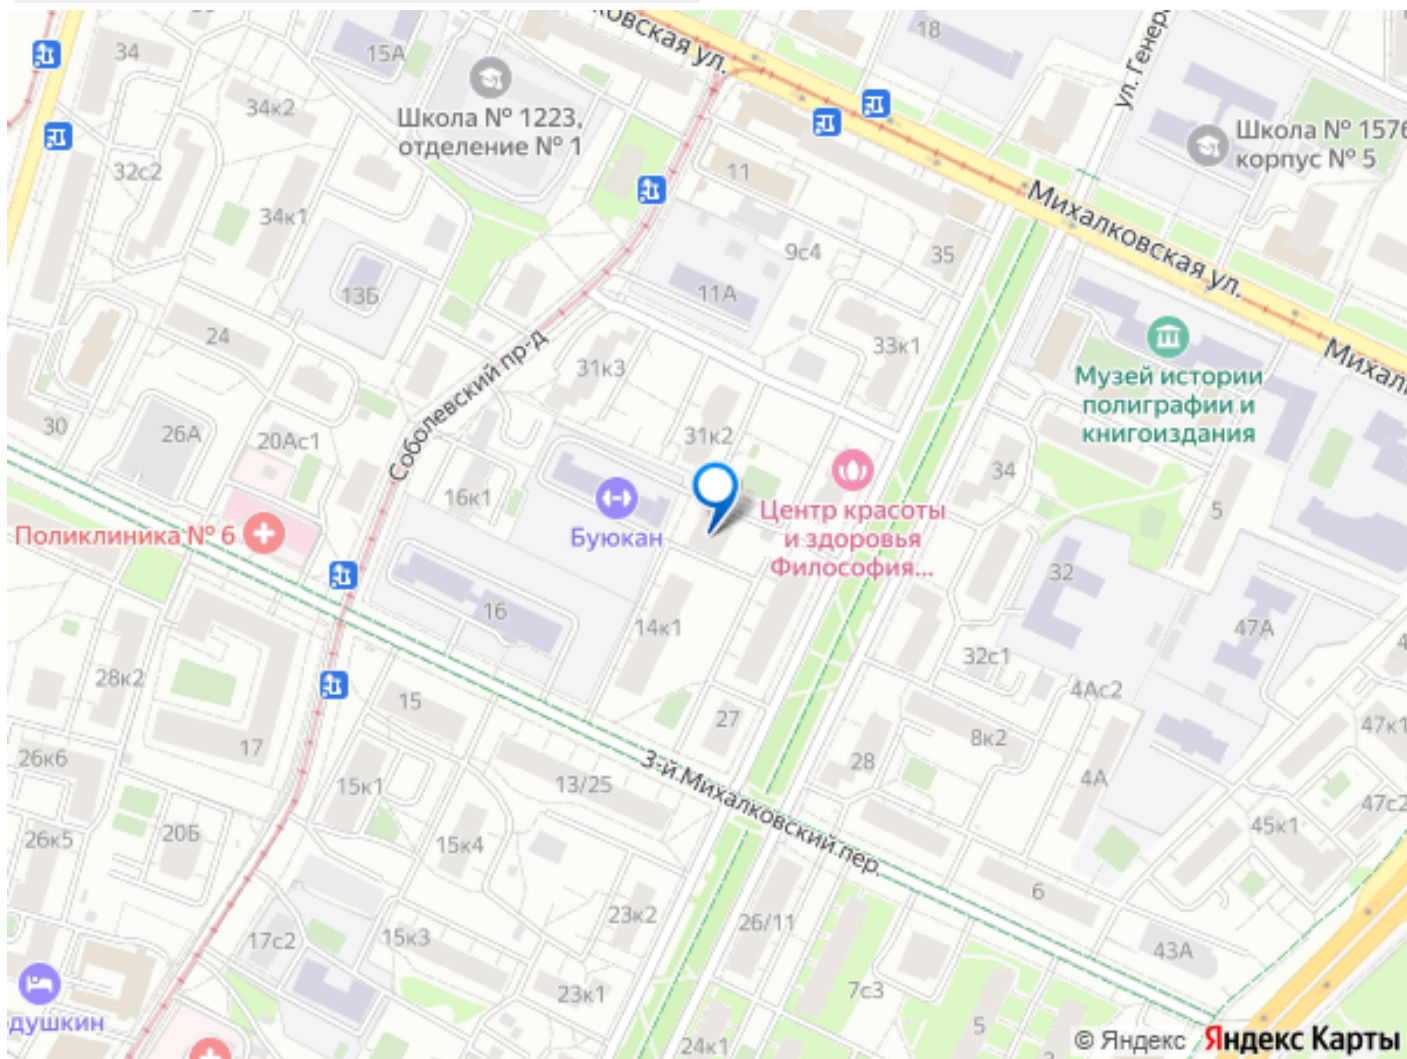 ковская ул.
18
ул. Генер
34
15А
34к2
Школа № 1223,
отделение № 1
Школа № 1576
корпус № 5
32с2
11
34к1
Михалковская ул.
9с4
35
13Б
11А
24
33к1
Михал
31к3
Соболевский пр-д
Музей истории
полиграфии и
книгоиздания
30
26А
20Ас1
31к2
34
16к1
5
Центр красоты
и здоровья
Философия...
Поликлиника № 6
Буюкан
32
16
14к1
47А
32с1
28к2
4Ас2
15
27
47к1
17
8к2
26к6
28
4А
3-й Михалковский пер.
15к1
13/25
47с2
45к1
26к5
20Б
15к4
6
23к2
26/11
17с2
15к3
43А
23к1
7с3
душкин
5
24к1
© Яндекс Яндекс Карты